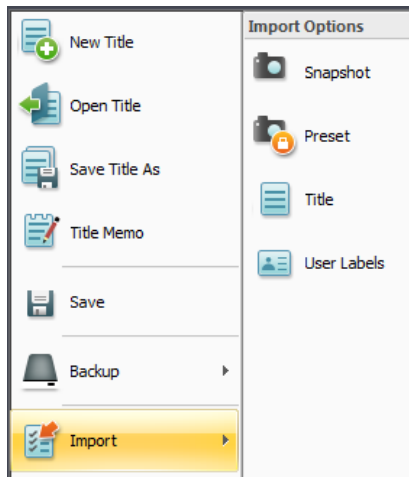 New Title
Open Title
Save Title As
Title Memo
Save
Backup
Import
Import Options
Snapshot
Preset
Title
User Labels